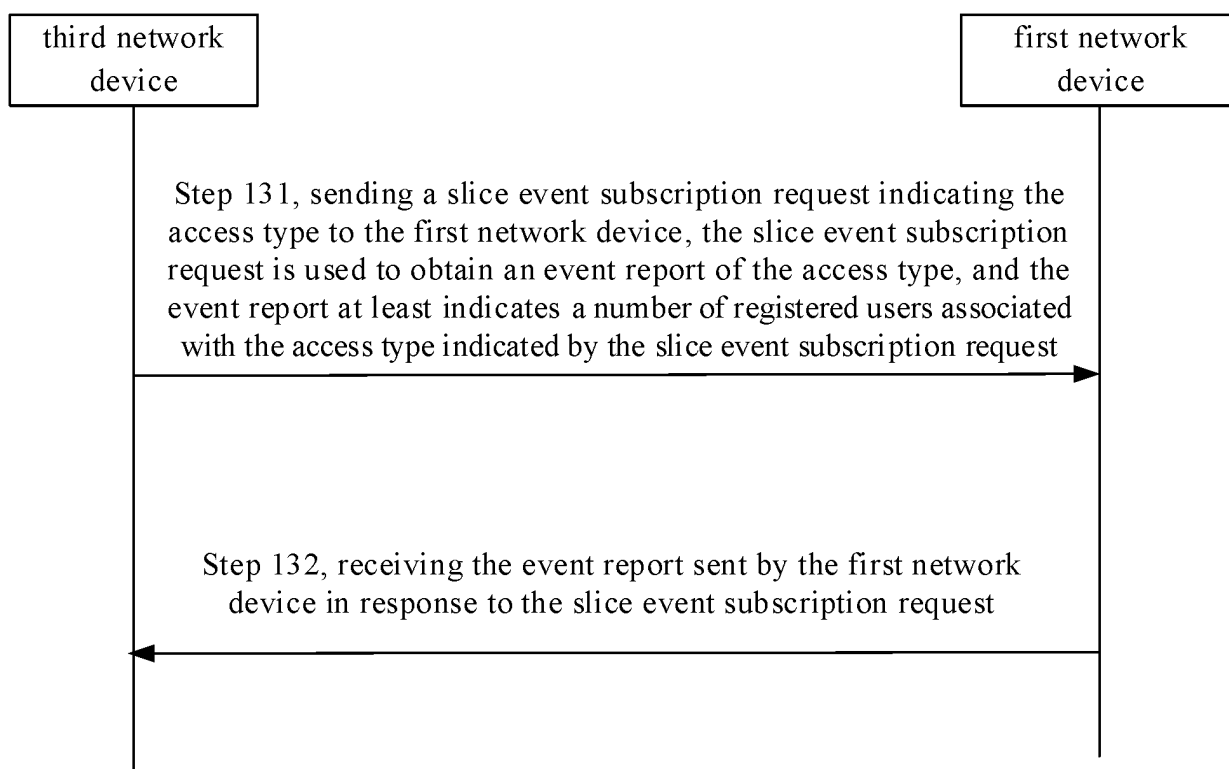 third network
device
first network
device
Step 131, sending a slice event subscription request indicating the
access type to the first network device, the slice event subscription
request is used to obtain an event report of the access type, and the
event report at least indicates a number of registered users associated
with the access type indicated by the slice event subscription request
Step 132, receiving the event report sent by the first network
device in response to the slice event subscription request